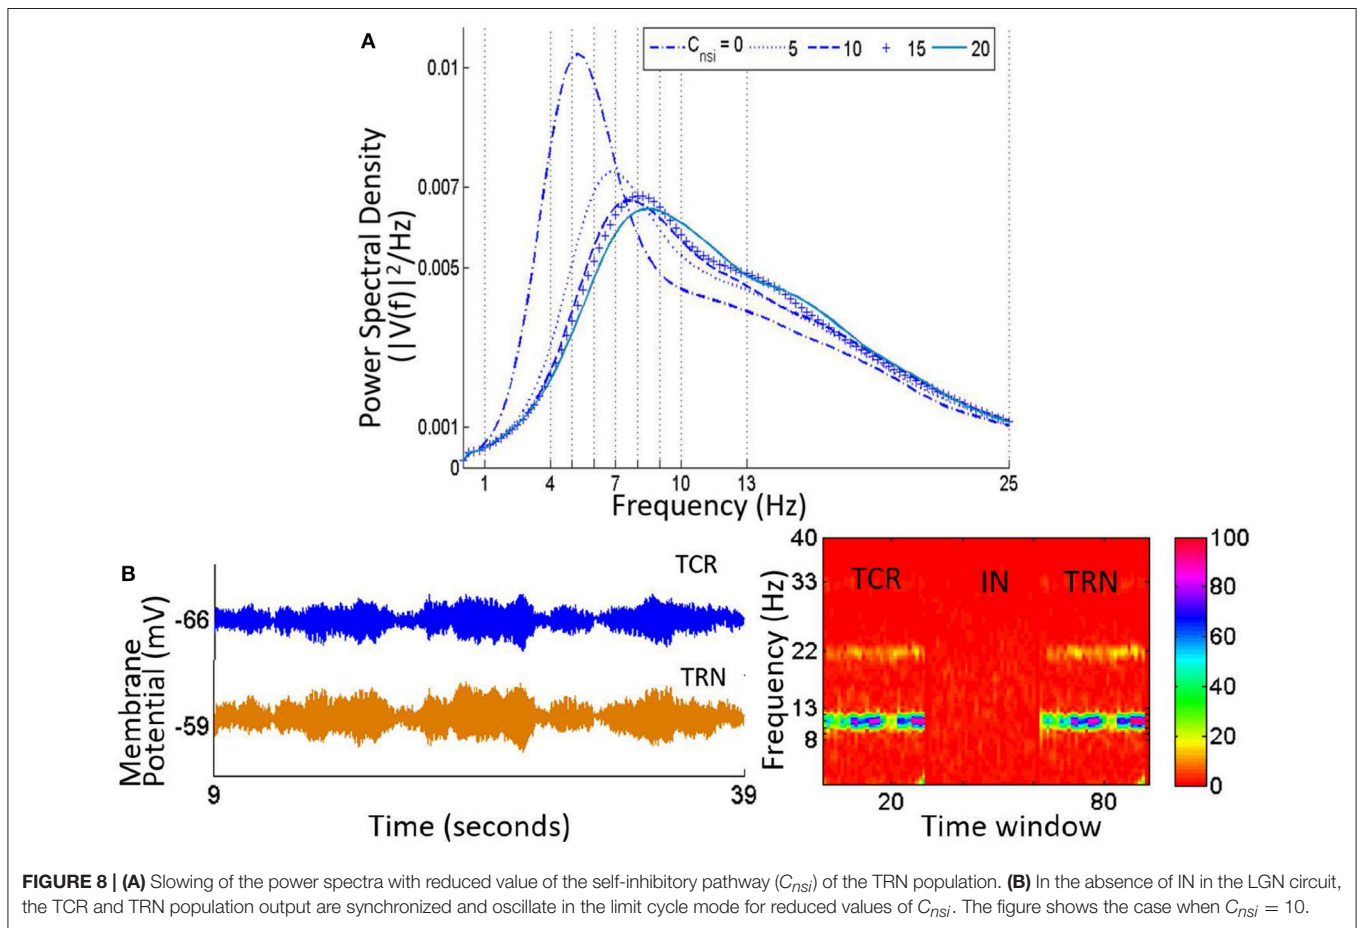 A
C_nsi = 0 5 10 + 15 20
Power Spectral Density
(|V(f)|²/Hz)
0.01
0.007
0.005
0.001
0
1 4 7 10 13 25
Frequency (Hz)
B
Membrane
Potential (mV)
TCR
-66
TRN
-59
9 39
Time (seconds)
Frequency (Hz)
40
33
22
13
8
TCR IN TRN
20 80
Time window
100
80
60
40
20
0
FIGURE 8 | (A) Slowing of the power spectra with reduced value of the self-inhibitory pathway (C_nsi) of the TRN population. (B) In the absence of IN in the LGN circuit,
the TCR and TRN population output are synchronized and oscillate in the limit cycle mode for reduced values of C_nsi. The figure shows the case when C_nsi = 10.